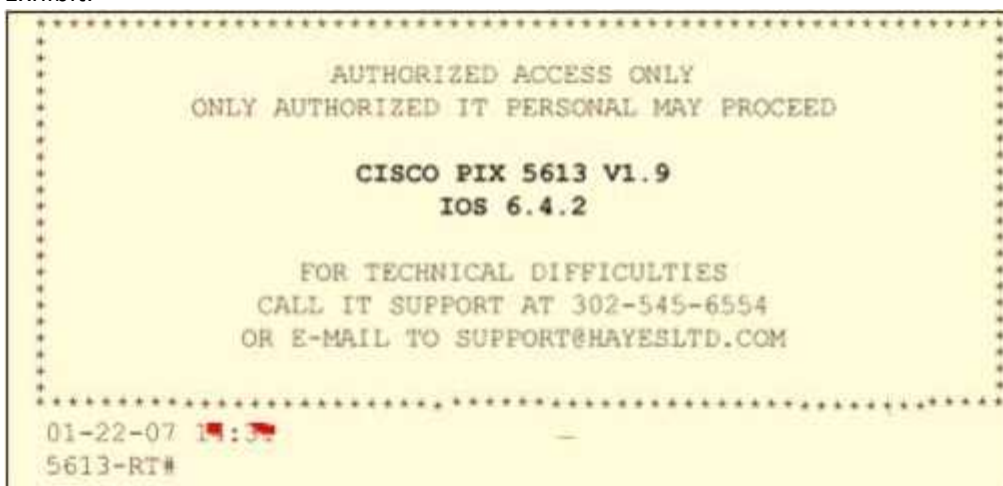 AUTHORIZED ACCESS ONLY
ONLY AUTHORIZED IT PERSONAL MAY PROCEED
CISCO PIX 5613 V1.9
IOS 6.4.2
FOR TECHNICAL DIFFICULTIES
CALL IT SUPPORT AT 302-545-6554
OR E-MAIL TO SUPPORT@HAYESLTD.COM
01-22-07
5613-RT#